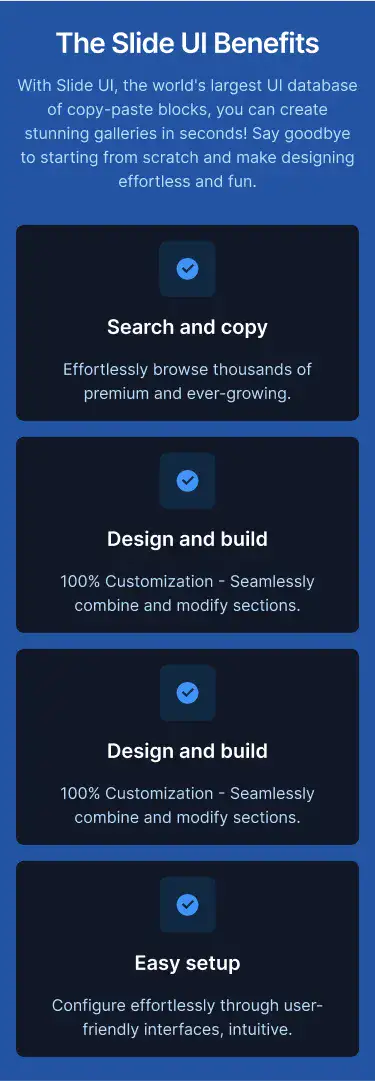 The Slide UI Benefits
With Slide UI, the world's largest UI database
of copy-paste blocks, you can create
stunning galleries in seconds! Say goodbye
to starting from scratch and make designing
effortless and fun.
Search and copy
Effortlessly browse thousands of
premium and ever-growing.
Design and build
100% Customization - Seamlessly
combine and modify sections.
Design and build
100% Customization - Seamlessly
combine and modify sections.
Easy setup
Configure effortlessly through user-
friendly interfaces, intuitive.